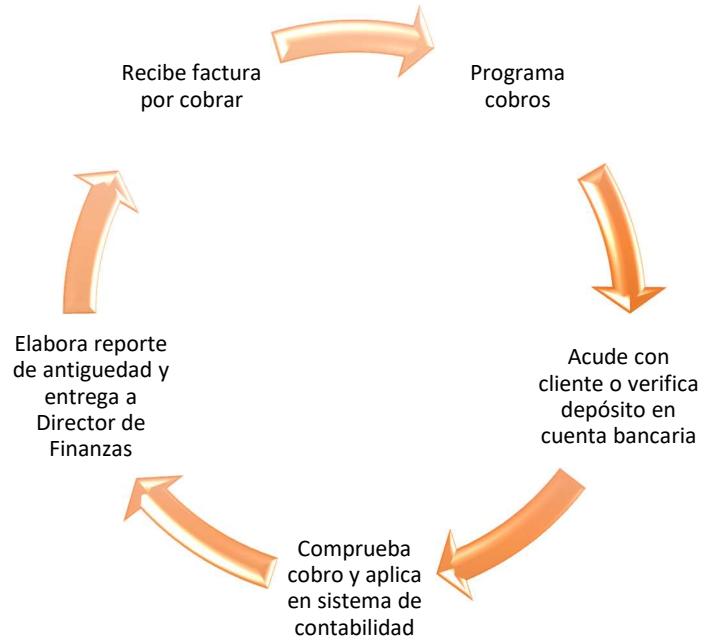 Recibe factura
por cobrar
Programa
cobros
Acude con
cliente o verifica
depósito en
cuenta bancaria
Comprueba
cobro y aplica
en sistema de
contabilidad
Elabora reporte
de antiguedad y
entrega a
Director de
Finanzas